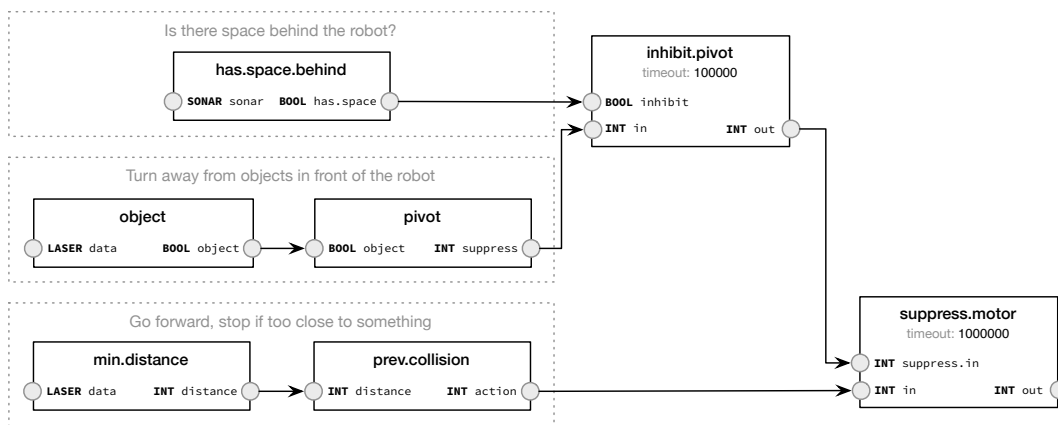 Is there space behind the robot?
has.space.behind
SONAR sonar BOOL has.space
inhibit.pivot
timeout: 100000
BOOL inhibit
INT in INT out
Turn away from objects in front of the robot
object
LASER data BOOL object
pivot
BOOL object INT suppress
Go forward, stop if too close to something
min.distance
LASER data INT distance
prev.collision
INT distance INT action
suppress.motor
timeout: 1000000
INT suppress.in
INT in INT out